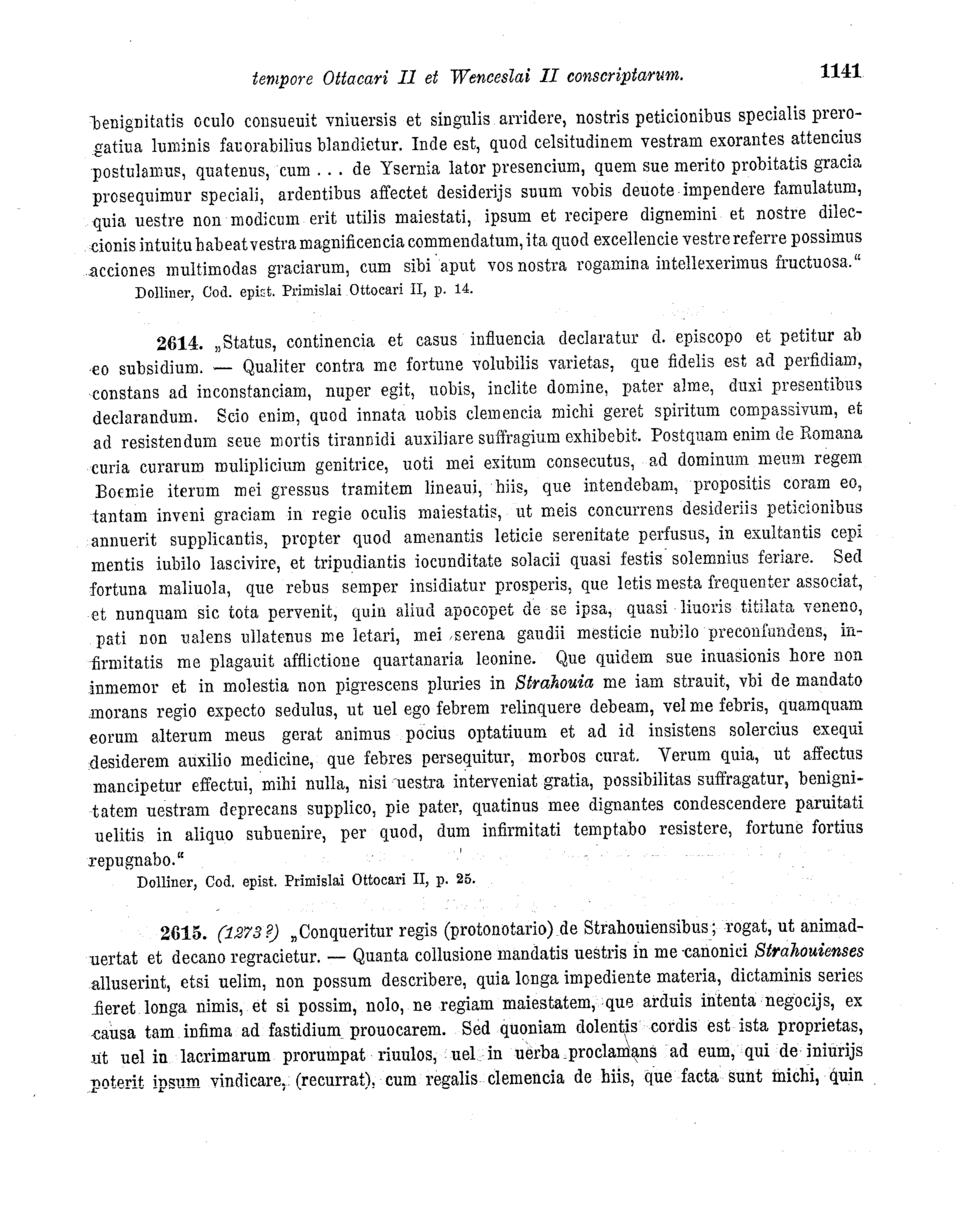 tempore Ottacari II et Wenceslai II conscriptarum.
1141
benignitatis oculo consueuit vniuersis et singulis arridere, nostris peticionibus specialis prero-
gatiua luminis fauorabilius blandietur. Inde est, quod celsitudinem vestram exorantes attencius
postulamus, quatenus, cum . . . de Ysernia lator presencium, quem sue merito probitatis gracia
prosequimur speciali, ardentibus affectet desiderijs suum vobis deuote impendere famulatum,
quia uestre non modicum erit utilis maiestati, ipsum et recipere dignemini et nostre dilec-
cionis intuitu habeat vestra magnificencia commendatum, ita quod excellencie vestre referre possimus
acciones multimodas graciarum, cum sibi aput vos nostra rogamina intellexerimus fructuosa.“
Dolliner, Cod. epist. Primislai Ottocari II, p. 14.
2614. „Status, continencia et casus influencia declaratur d. episcopo et petitur ab
eo subsidium. — Qualiter contra me fortune volubilis varietas, que fidelis est ad perfidiam,
constans ad inconstanciam, nuper egit, uobis, inclite domine, pater alme, duxi presentibus
declarandum. Scio enim, quod innata uobis clemencia michi geret spiritum compassivum, et
ad resistendum seue mortis tirannidi auxiliare suffragium exhibebit. Postquam enim de Romana
curia curarum muliplicium genitrice, uoti mei exitum consecutus, ad dominum meum regem
Boemie iterum mei gressus tramitem lineaui, hiis, que intendebam, propositis coram eo,
tantam inveni graciam in regie oculis maiestatis, ut meis concurrens desideriis peticionibus
annuerit supplicantis, propter quod amenantis leticie serenitate perfusus, in exultantis cepi
mentis iubilo lascivire, et tripudiantis iocunditate solacii quasi festis solemnius feriare. Sed
fortuna maliuola, que rebus semper insidiatur prosperis, que letis mesta frequenter associat,
et nunquam sic tota pervenit, quin aliud apocopet de se ipsa, quasi liuoris titilata veneno,
pati non ualens ullatenus me letari, mei serena gaudii mesticie nubilo preconfundens, in-
firmitatis me plagauit afflictione quartanaria leonine. Que quidem sue inuasionis hore non
inmemor et in molestia non pigrescens pluries in Strahouia me iam strauit, vbi de mandato
morans regio expecto sedulus, ut uel ego febrem relinquere debeam, vel me febris, quamquam
eorum alterum meus gerat animus pocius optatiuum et ad id insistens solercius exequi
desiderem auxilio medicine, que febres persequitur, morbos curat. Verum quia, ut affectus
mancipetur effectui, mihi nulla, nisi uestra interveniat gratia, possibilitas suffragatur, benigni-
tatem uestram deprecans supplico, pie pater, quatinus mee dignantes condescendere paruitati
uelitis in aliquo subuenire, per quod, dum infirmitati temptabo resistere, fortune fortius
repugnabo.“
Dolliner, Cod. epist. Primislai Ottocari II, p. 25.
2615. (1273?) „Conqueritur regis (protonotario) de Strahouiensibus; rogat, ut animad-
uertat et decano regracietur. — Quanta collusione mandatis uestris in me canonici Strahouienses
alluserint, etsi uelim, non possum describere, quia longa impediente materia, dictaminis series
fieret longa nimis, et si possim, nolo, ne regiam maiestatem, que arduis intenta negocijs, ex
causa tam infima ad fastidium prouocarem. Sed quoniam dolentis cordis est ista proprietas,
ut uel in lacrimarum prorumpat riuulos, uel in uerba proclamans ad eum, qui de iniurijs
poterit ipsum vindicare, (recurrat), cum regalis clemencia de hiis, que facta sunt michi, quin